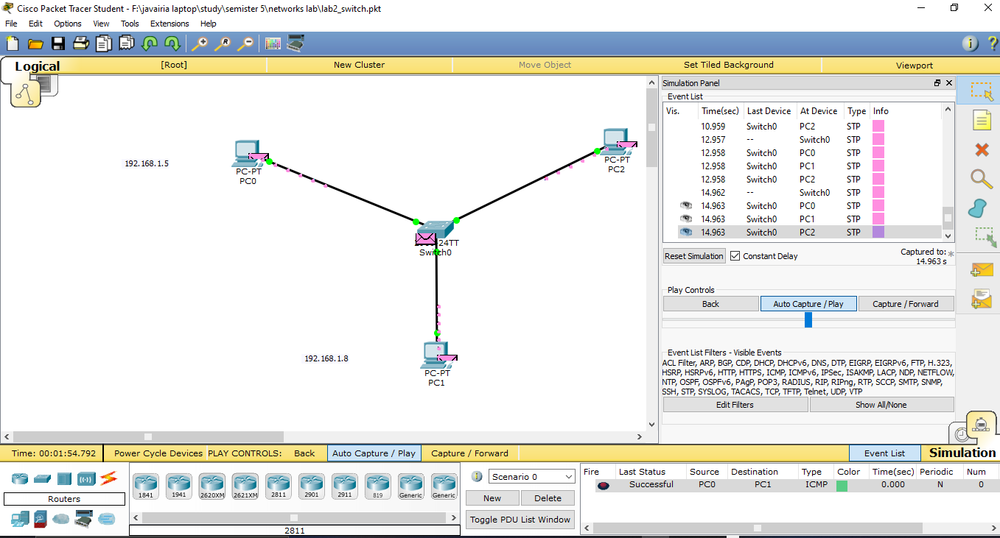 Cisco Packet Tracer Student - F:\javairia laptop\study\semister 5\networks lab\lab2_switch.pkt
File Edit Options View Tools Extensions Help
Logical [Root] New Cluster Move Object Set Tiled Background Viewport
192.168.1.5
PC-PT
PC0
PC-PT
PC2
24TT
Switch0
192.168.1.8
PC-PT
PC1
Simulation Panel
Event List
Vis. Time(sec) Last Device At Device Type Info
10.959 Switch0 PC2 STP
12.957 -- Switch0 STP
12.958 Switch0 PC0 STP
12.958 Switch0 PC1 STP
12.958 Switch0 PC2 STP
14.962 -- Switch0 STP
14.963 Switch0 PC0 STP
14.963 Switch0 PC1 STP
14.963 Switch0 PC2 STP
Reset Simulation Constant Delay Captured to: *
14.963 s
Play Controls
Back Auto Capture / Play Capture / Forward
Event List Filters - Visible Events
ACL Filter, ARP, BGP, CDP, DHCP, DHCPv6, DNS, DTP, EIGRP, EIGRPv6, FTP, H.323,
HSRP, HSRPv6, HTTP, HTTPS, ICMP, ICMPv6, IPSec, ISAKMP, LACP, NDP, NETFLOW,
NTP, OSPF, OSPFv6, PAgP, POP3, RADIUS, RIP, RIPng, RTP, SCCP, SMTP, SNMP,
SSH, STP, SYSLOG, TACACS, TCP, TFTP, Telnet, UDP, VTP
Edit Filters Show All/None
Time: 00:01:54.792 Power Cycle Devices PLAY CONTROLS: Back Auto Capture / Play Capture / Forward Event List Simulation
Routers
1841 1941 2620XM 2621XM 2811 2901 2911 819 Generic Generic
2811
Scenario 0
New Delete
Toggle PDU List Window
Fire Last Status Source Destination Type Color Time(sec) Periodic Num
Successful PC0 PC1 ICMP 0.000 N 0